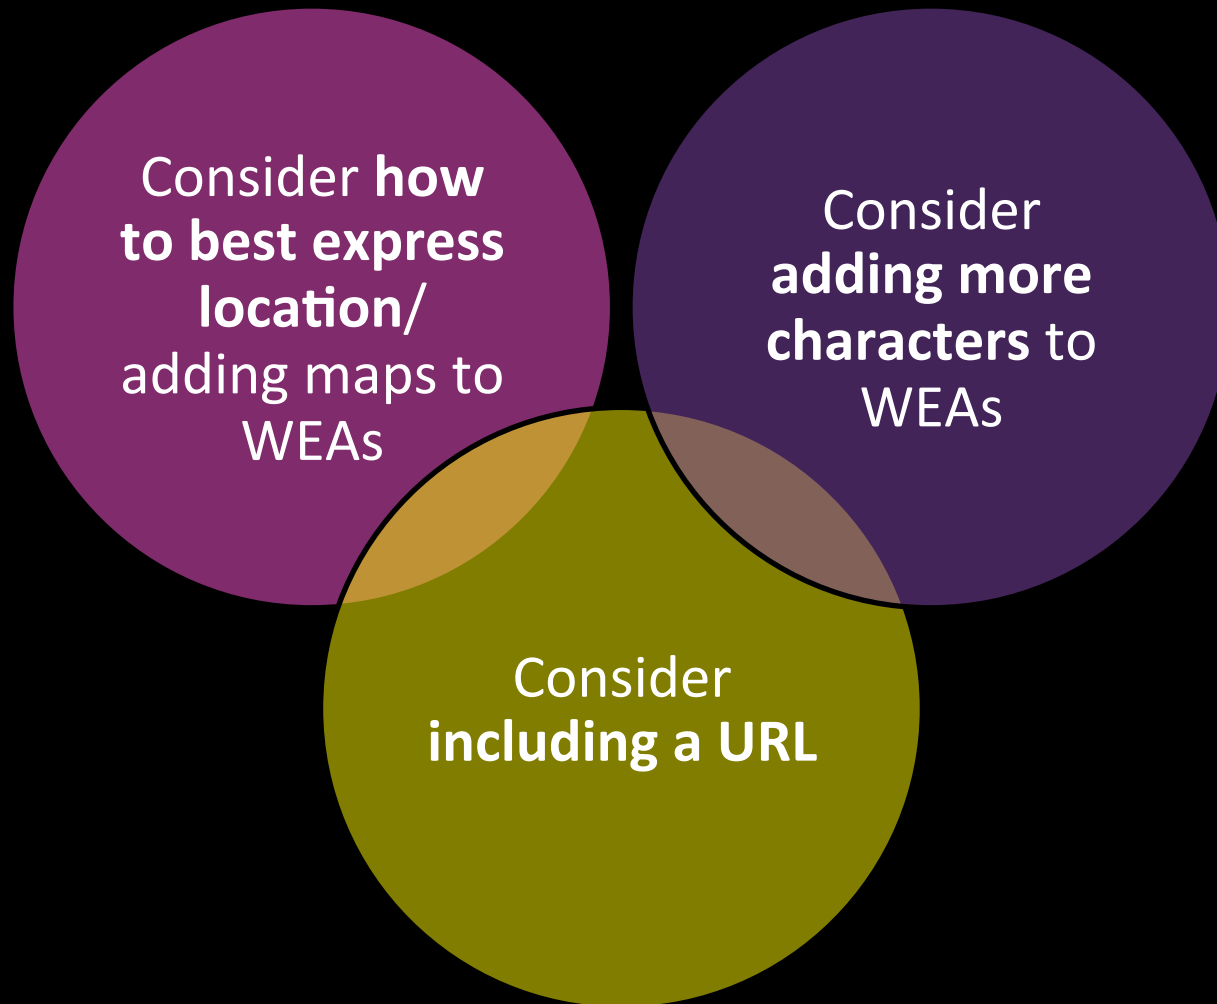 Consider how
to best express
location/
adding maps to
WEAs
Consider
adding more
characters to
WEAs
Consider
including a URL